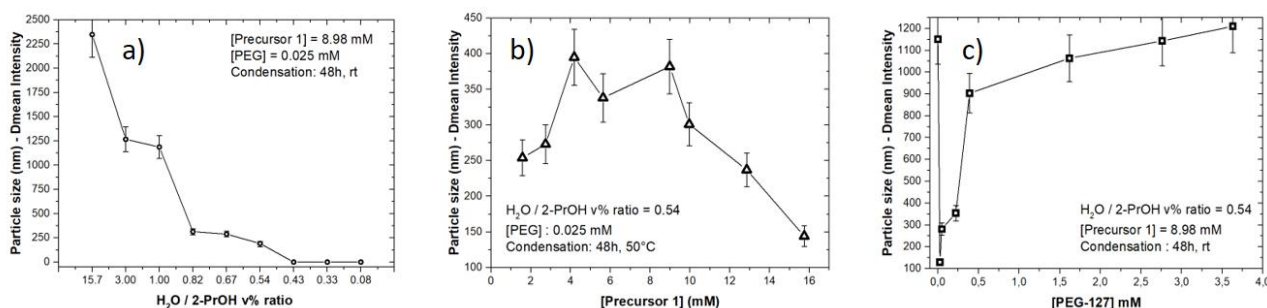 a)
[Precursor 1] = 8.98 mM
[PEG] = 0.025 mM
Condensation: 48h, rt
Particle size (nm) - Dmean Intensity
2500
2250
2000
1750
1500
1250
1000
750
500
250
0
15.7 3.00 1.00 0.82 0.67 0.54 0.43 0.33 0.08
H₂O / 2-PrOH v% ratio
b)
Particle size (nm) - Dmean Intensity
450
400
350
300
250
200
150
100
H₂O / 2-PrOH v% ratio = 0.54
[PEG] : 0.025 mM
Condensation: 48h, 50°C
0 2 4 6 8 10 12 14 16
[Precursor 1] (mM)
c)
Particle size (nm) - Dmean Intensity
1200
1100
1000
900
800
700
600
500
400
300
200
100
H₂O / 2-PrOH v% ratio = 0.54
[Precursor 1] = 8.98 mM
Condensation : 48h, rt
0,0 0,5 1,0 1,5 2,0 2,5 3,0 3,5 4,0
[PEG-127] mM